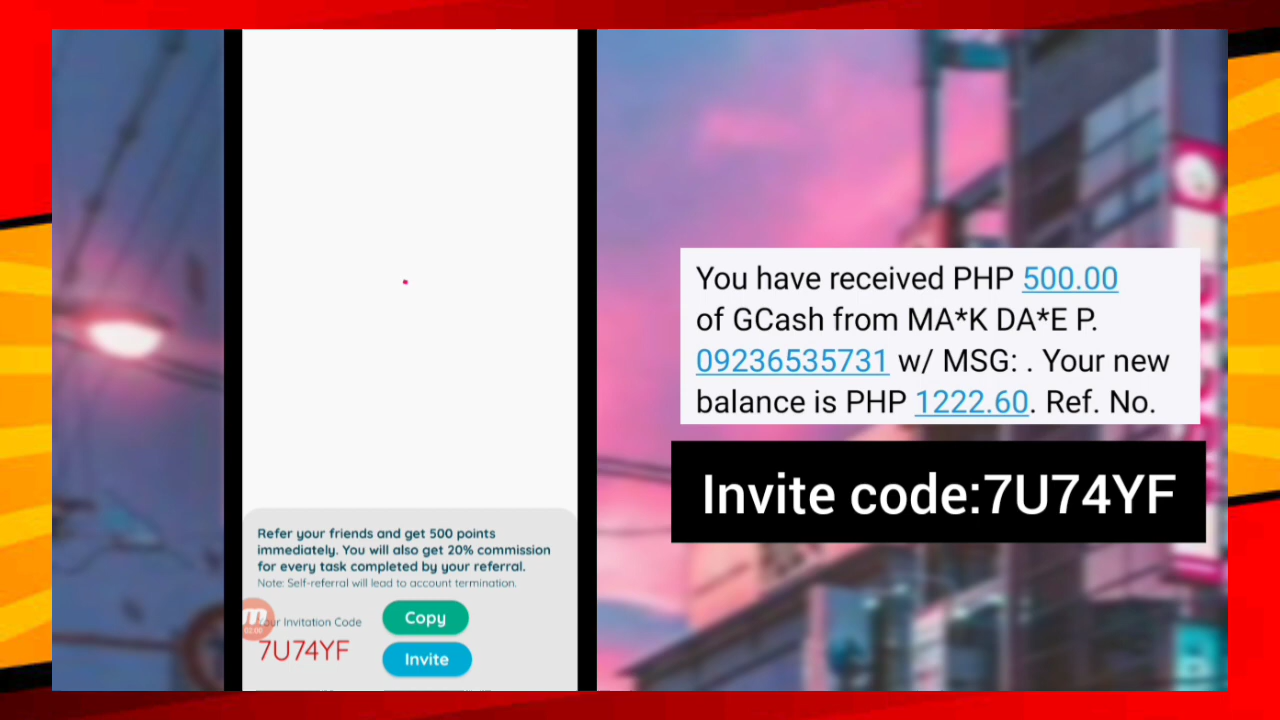 Refer your friends and get 500 points
immediately. You will also get 20% commission
for every task completed by your referral.
Note: Self-referral will lead to account termination.
Your Invitation Code
7U74YF
Copy
Invite
02:00
You have received PHP 500.00
of GCash from MA*K DA*E P.
09236535731 w/ MSG: . Your new
balance is PHP 1222.60. Ref. No.
Invite code:7U74YF